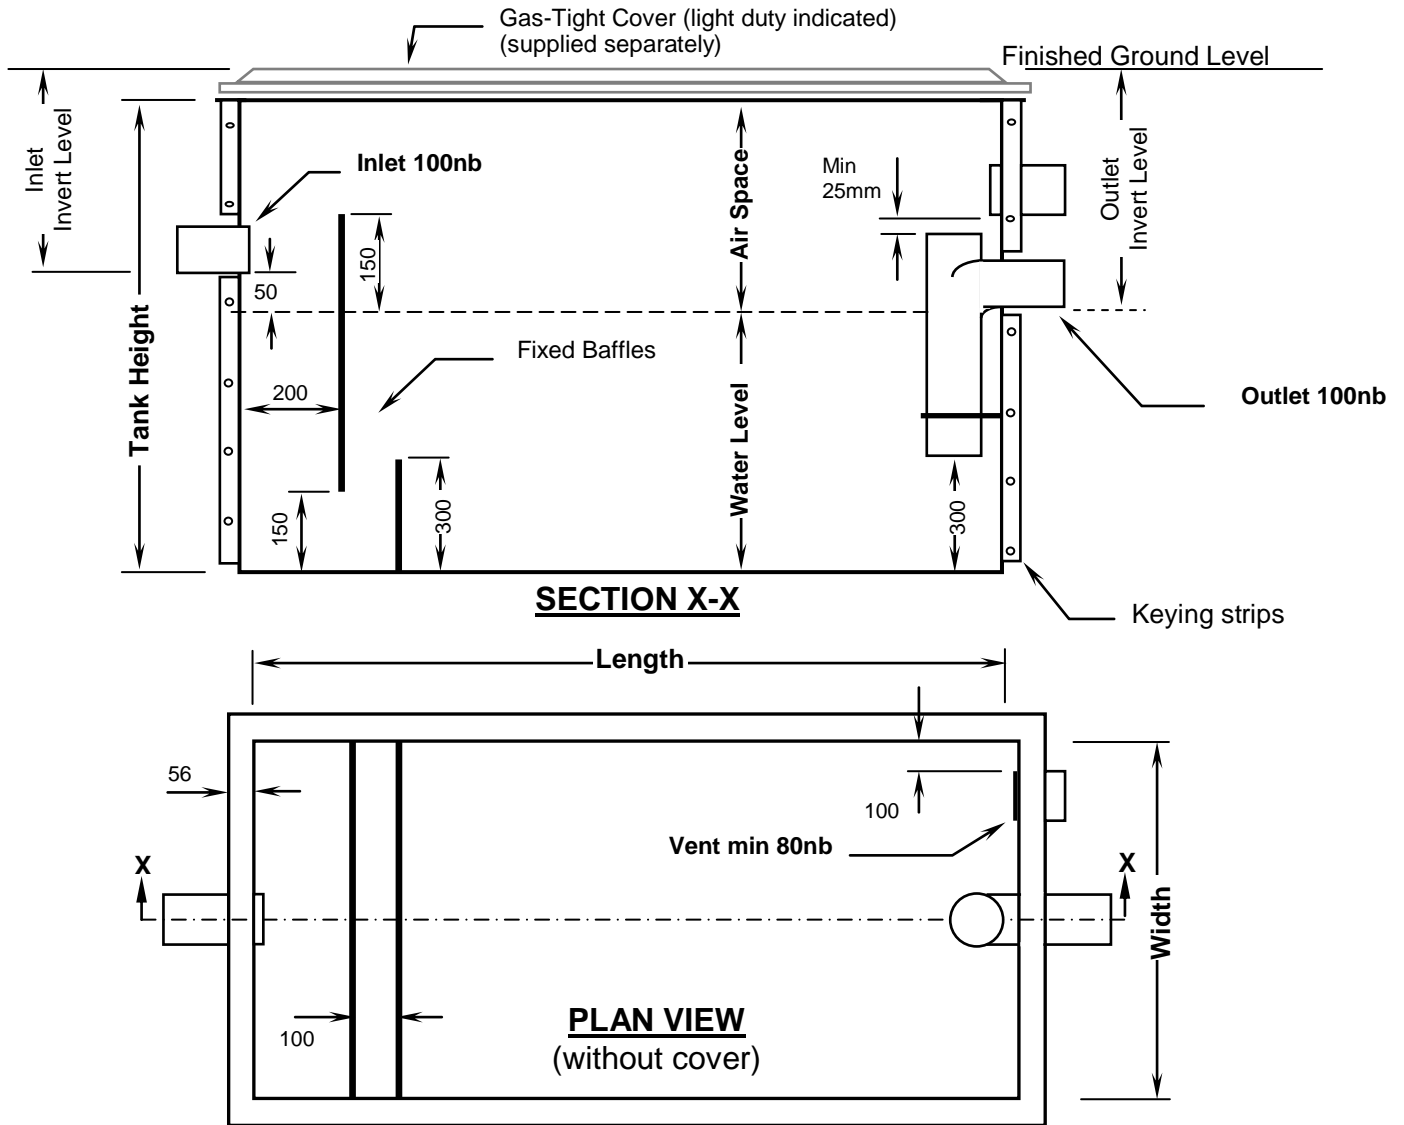 Gas-Tight Cover (light duty indicated)
(supplied separately)
Finished Ground Level
Inlet
Invert Level
Tank Height
Inlet 100nb
150
50
Air Space
Min
25mm
Outlet
Invert Level
Fixed Baffles
200
Water Level
Outlet 100nb
150
300
300
SECTION X-X
Keying strips
Length
56
100
Vent min 80nb
X
X
Width
100
PLAN VIEW
(without cover)